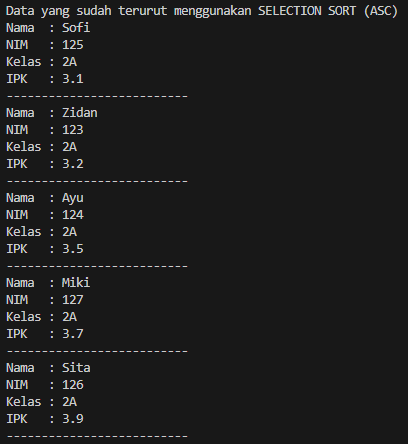 Data yang sudah terurut menggunakan SELECTION SORT (ASC)
Nama  : Sofi
NIM   : 125
Kelas : 2A
IPK   : 3.1
--------------------------
Nama  : Zidan
NIM   : 123
Kelas : 2A
IPK   : 3.2
--------------------------
Nama  : Ayu
NIM   : 124
Kelas : 2A
IPK   : 3.5
--------------------------
Nama  : Miki
NIM   : 127
Kelas : 2A
IPK   : 3.7
--------------------------
Nama  : Sita
NIM   : 126
Kelas : 2A
IPK   : 3.9
--------------------------